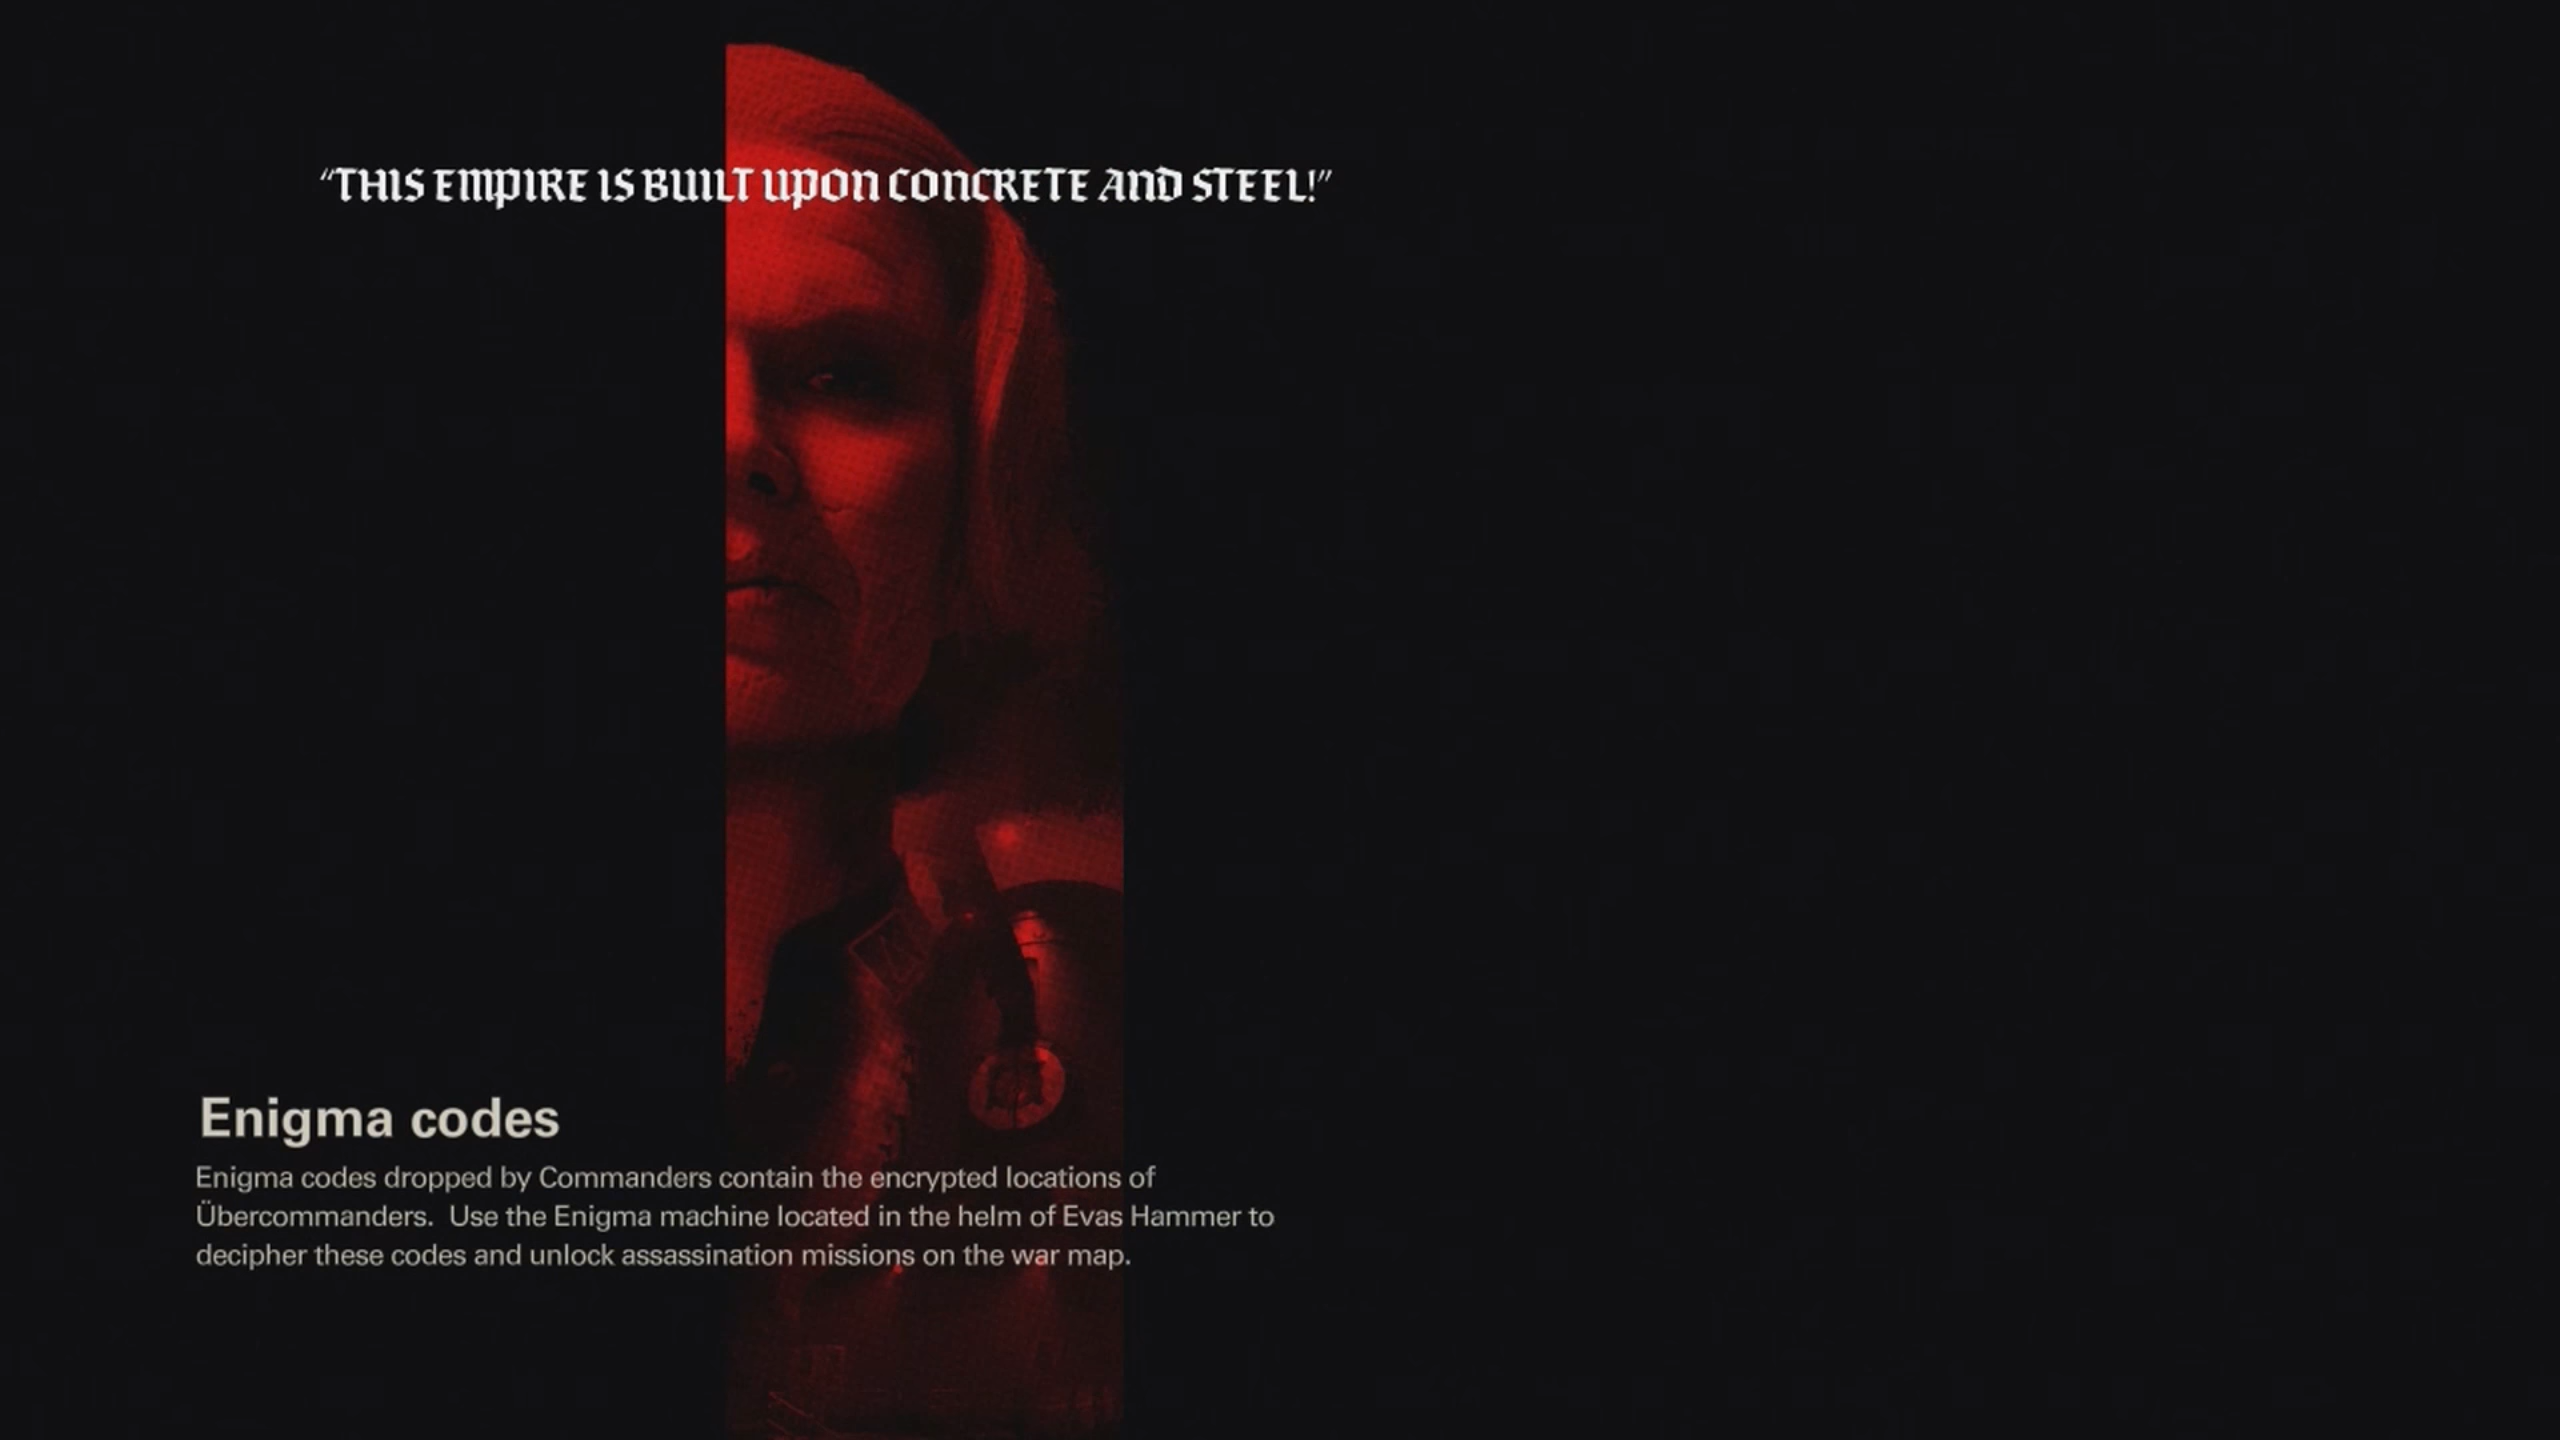 “THIS EMPIRE IS BUILT UPON CONCRETE AND STEEL!”
Enigma codes
Enigma codes dropped by Commanders contain the encrypted locations of
Übercommanders.  Use the Enigma machine located in the helm of Evas Hammer to
decipher these codes and unlock assassination missions on the war map.